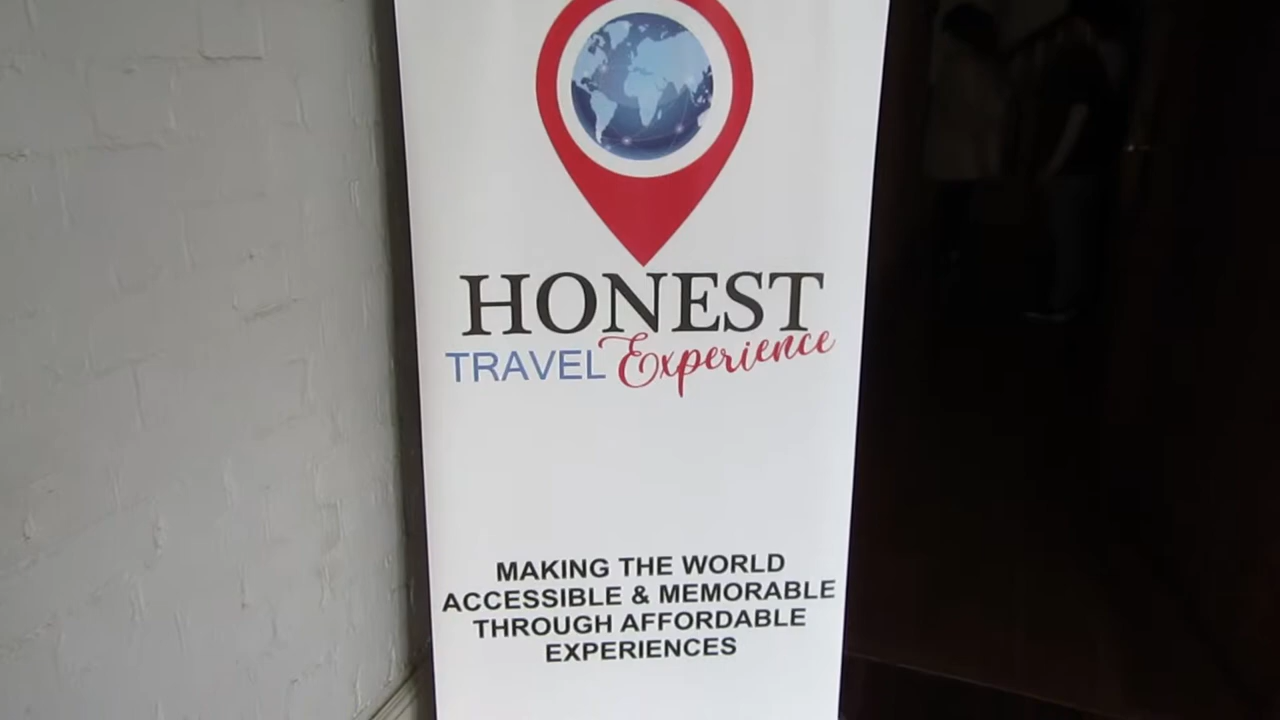 HONEST
TRAVEL Experience
MAKING THE WORLD
ACCESSIBLE & MEMORABLE
THROUGH AFFORDABLE
EXPERIENCES